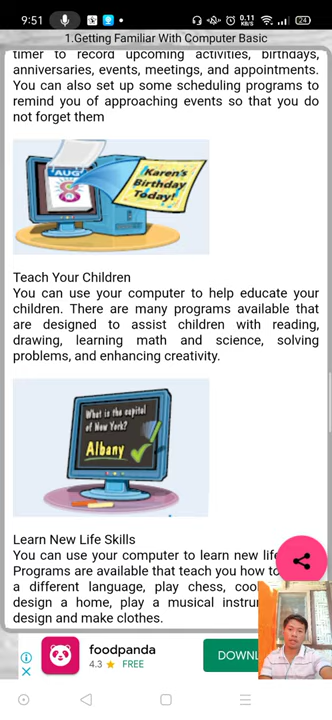 9:51
0.11
KB/S
24
1.Getting Familiar With Computer Basic
timer to record upcoming activities, birthdays,
anniversaries, events, meetings, and appointments.
You can also set up some scheduling programs to
remind you of approaching events so that you do
not forget them
AUG
Karen's
Birthday
Today!
Teach Your Children
You can use your computer to help educate your
children. There are many programs available that
are designed to assist children with reading,
drawing, learning math and science, solving
problems, and enhancing creativity.
What is the capital
of New York?
Albany
Learn New Life Skills
You can use your computer to learn new life
Programs are available that teach you how to
a different language, play chess,
design a home, play a musical
design and make clothes.
foodpanda
4.3 ★ FREE